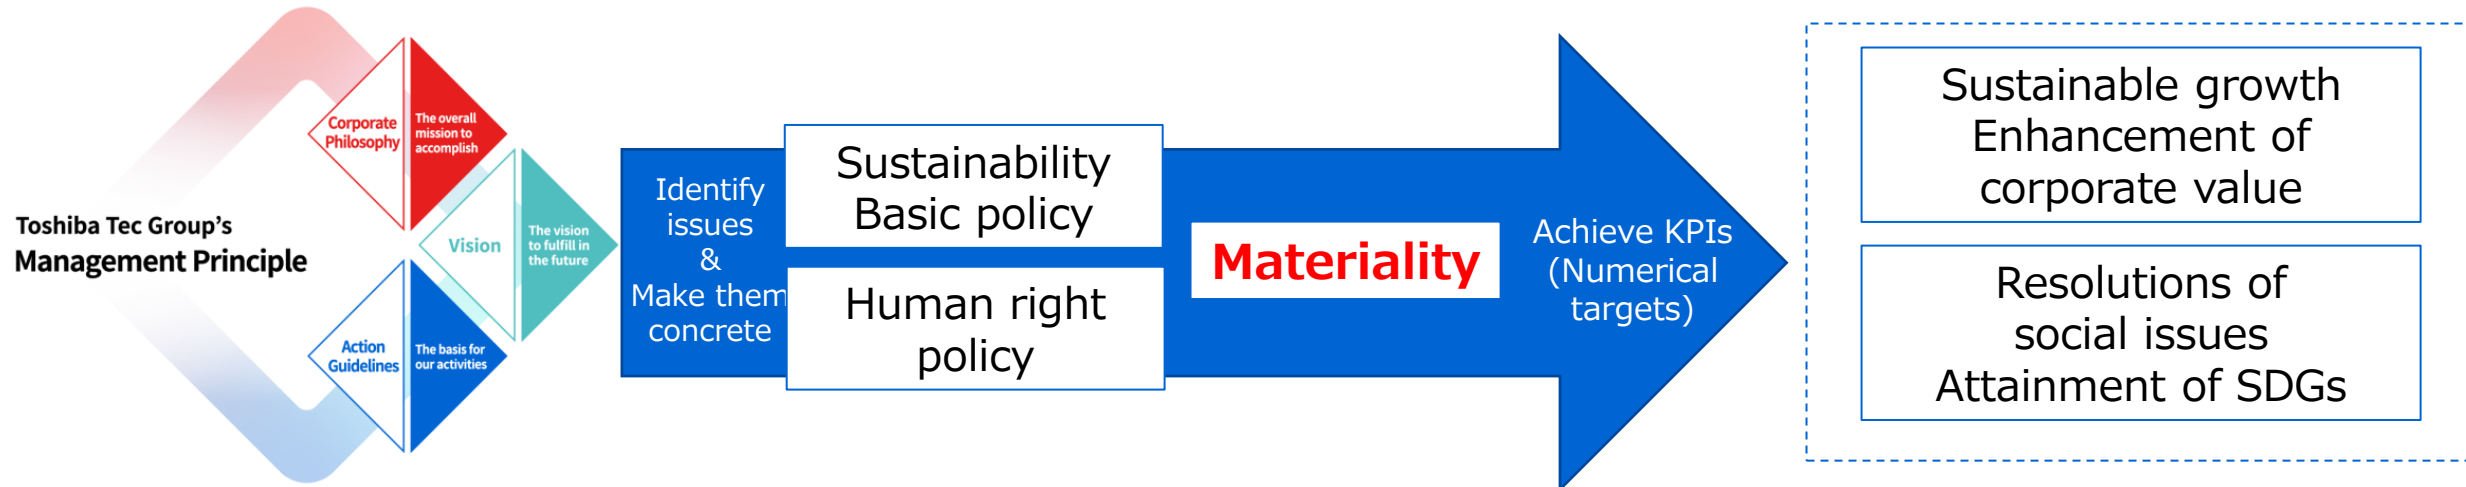 Toshiba Tec Group's
Management Principle
Corporate
Philosophy
The overall
mission to
accomplish
Vision
The vision
to fulfill in
the future
Action
Guidelines
The basis for
our activities
Identify
issues
&
Make them
concrete
Sustainability
Basic policy
Human right
policy
Materiality
Achieve KPIs
(Numerical
targets)
Sustainable growth
Enhancement of
corporate value
Resolutions of
social issues
Attainment of SDGs